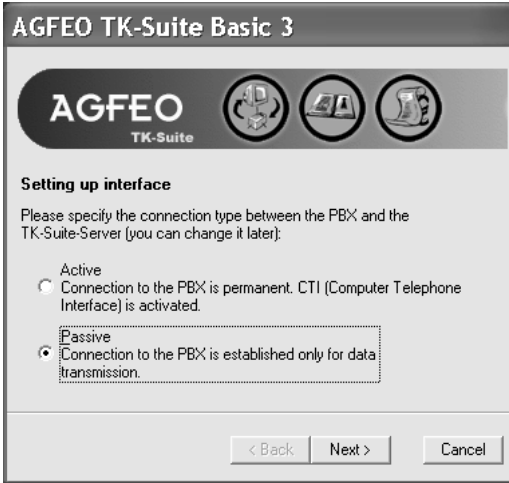 AGFEO TK-Suite Basic 3
AGFEO
TK-Suite
Setting up interface
Please specify the connection type between the PBX and the
TK-Suite-Server (you can change it later):
Active
Connection to the PBX is permanent. CTI (Computer Telephone
Interface) is activated.
Passive
Connection to the PBX is established only for data
transmission.
< Back
Next >
Cancel